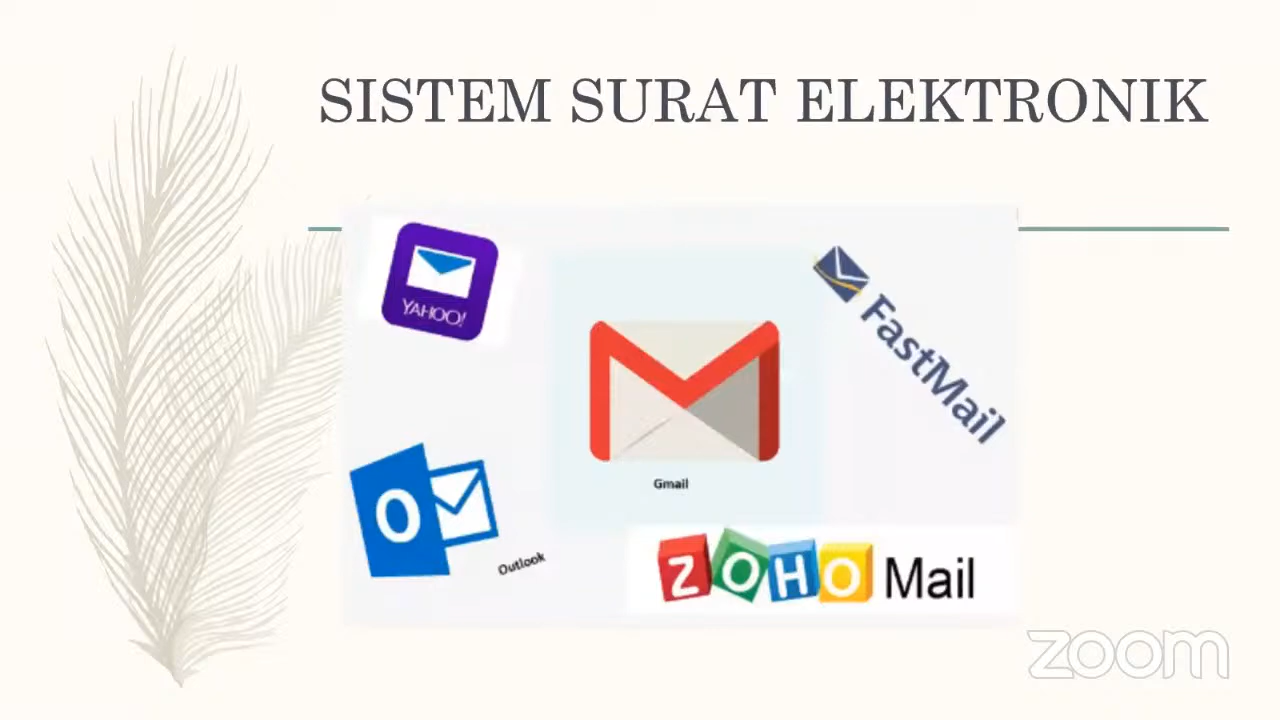 SISTEM SURAT ELEKTRONIK
YAHOO!
FastMail
Gmail
O
Outlook
ZOHO Mail
zoom